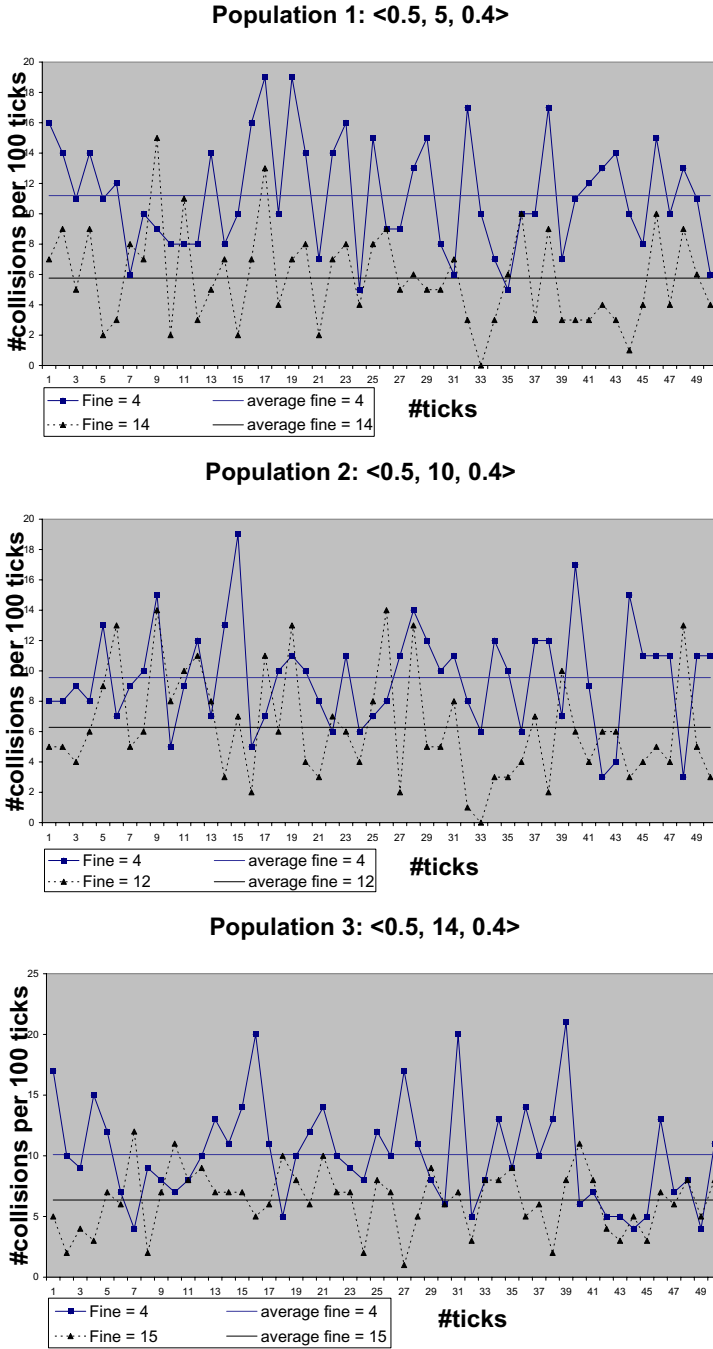 Population 1: <0.5, 5, 0.4>
#collisions per 100 ticks
20
18
16
14
12
10
8
6
4
2
0
1 3 5 7 9 11 13 15 17 19 21 23 25 27 29 31 33 35 37 39 41 43 45 47 49
#ticks
Fine = 4 average fine = 4
Fine = 14 average fine = 14
Population 2: <0.5, 10, 0.4>
#collisions per 100 ticks
20
18
16
14
12
10
8
6
4
2
0
1 3 5 7 9 11 13 15 17 19 21 23 25 27 29 31 33 35 37 39 41 43 45 47 49
#ticks
Fine = 4 average fine = 4
Fine = 12 average fine = 12
Population 3: <0.5, 14, 0.4>
#collisions per 100 ticks
25
20
15
10
5
0
1 3 5 7 9 11 13 15 17 19 21 23 25 27 29 31 33 35 37 39 41 43 45 47 49
#ticks
Fine = 4 average fine = 4
Fine = 15 average fine = 15